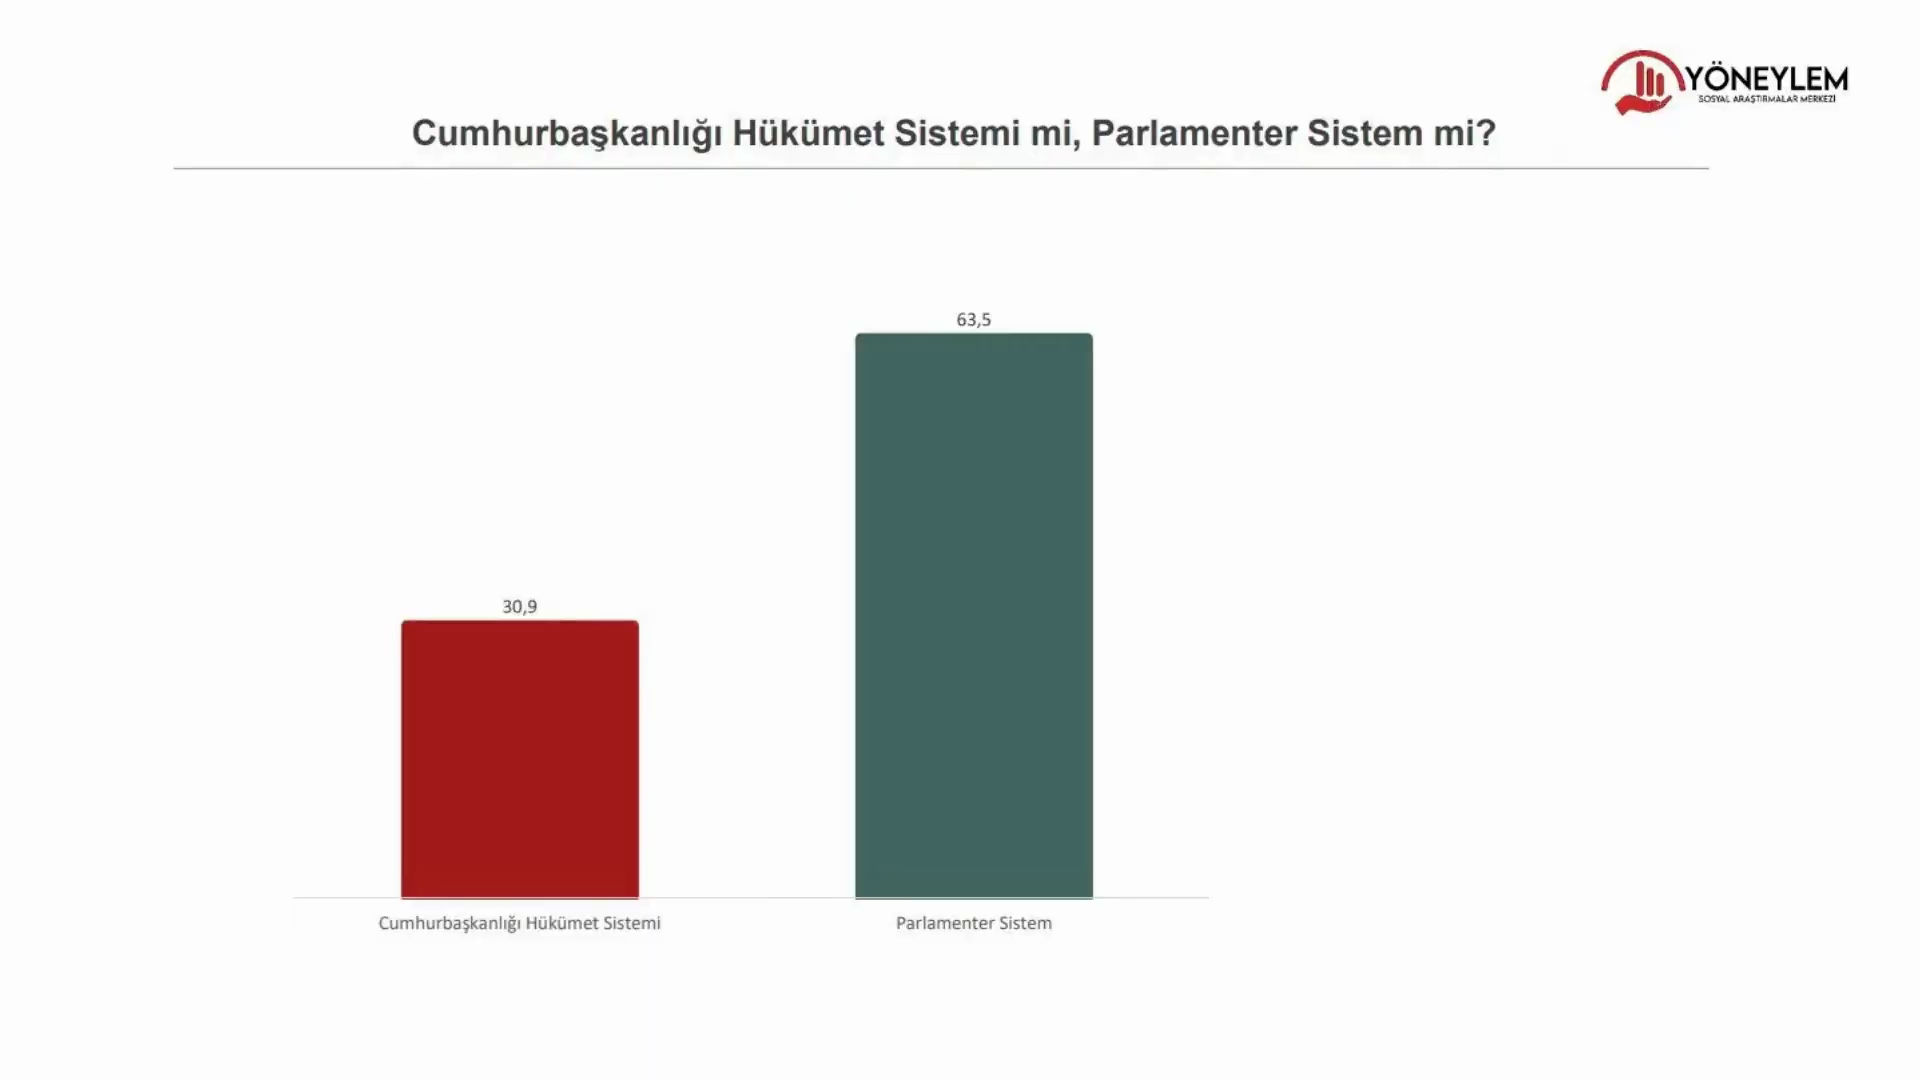 YÖNEYLEM
SOSYAL ARAŞTIRMALAR MERKEZİ
Cumhurbaşkanlığı Hükümet Sistemi mi, Parlamenter Sistem mi?
63,5
30,9
Cumhurbaşkanlığı Hükümet Sistemi
Parlamenter Sistem